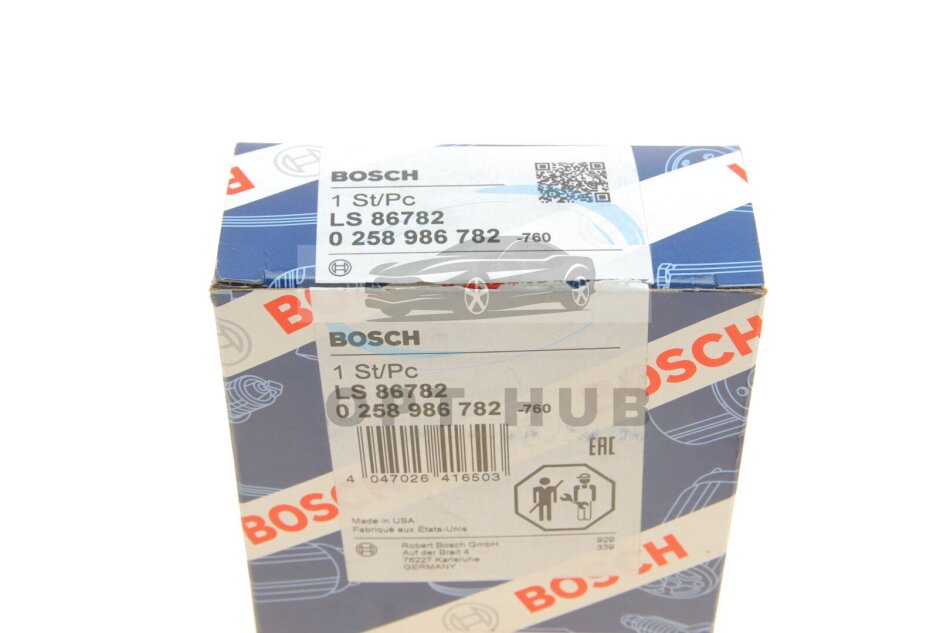 BOSCH
1 St/Pc
LS 86782
0 258 986 782 -760
BOSCH
1 St/Pc
LS 86782
0 258 986 782 -760
OPT HUB
EAC
4 047026 416503
Made in USA
Fabriqué aux États-Unis
Robert Bosch GmbH
Auf der Breit 4
76227 Karlsruhe
GERMANY
929
339
BOSCH
BOSCH